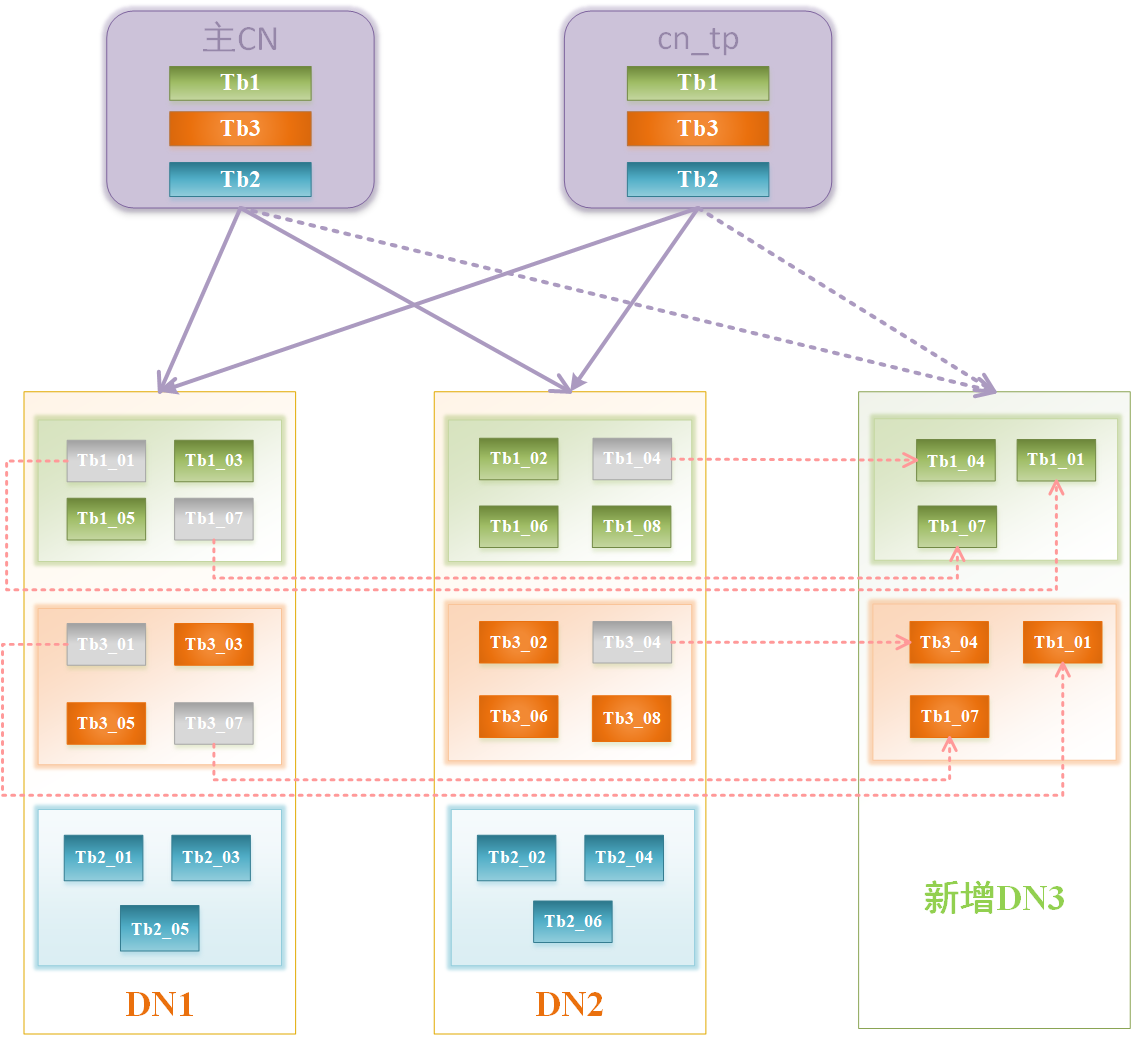 主CN
Tb1
Tb3
Tb2
cn_tp
Tb1
Tb3
Tb2
Tb1_01
Tb1_03
Tb1_05
Tb1_07
Tb3_01
Tb3_03
Tb3_05
Tb3_07
Tb2_01
Tb2_03
Tb2_05
DN1
Tb1_02
Tb1_04
Tb1_06
Tb1_08
Tb3_02
Tb3_04
Tb3_06
Tb3_08
Tb2_02
Tb2_04
Tb2_06
DN2
Tb1_04
Tb1_01
Tb1_07
Tb3_04
Tb1_01
Tb1_07
新增DN3